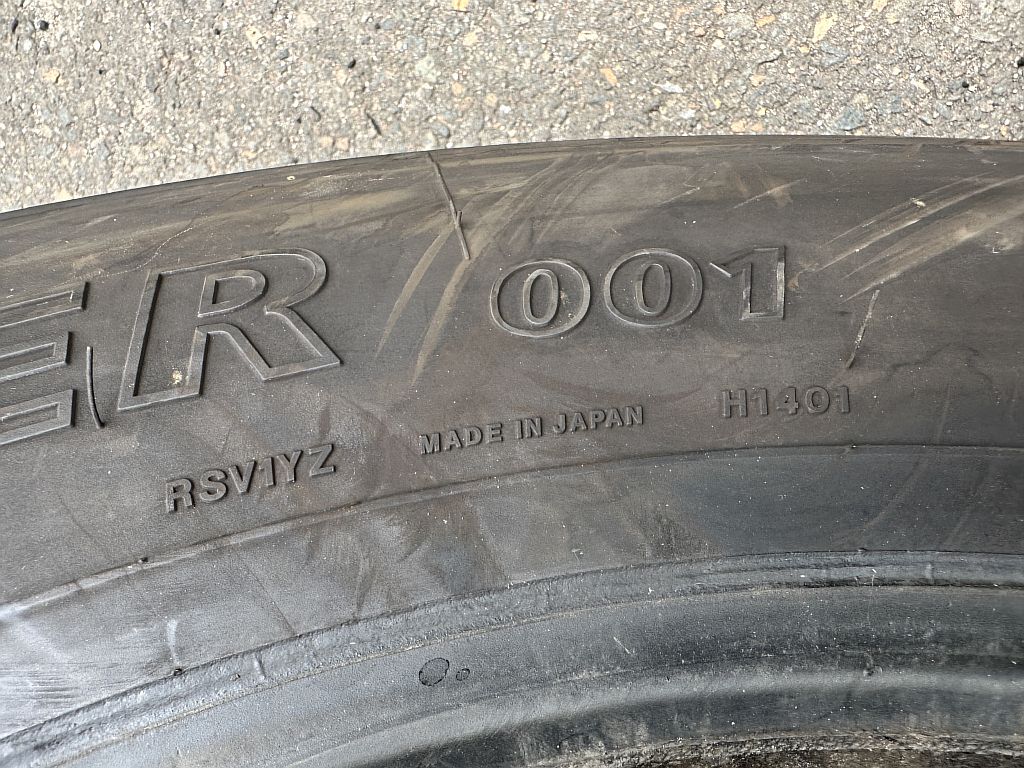 ER 001
RSV1YZ MADE IN JAPAN H1401